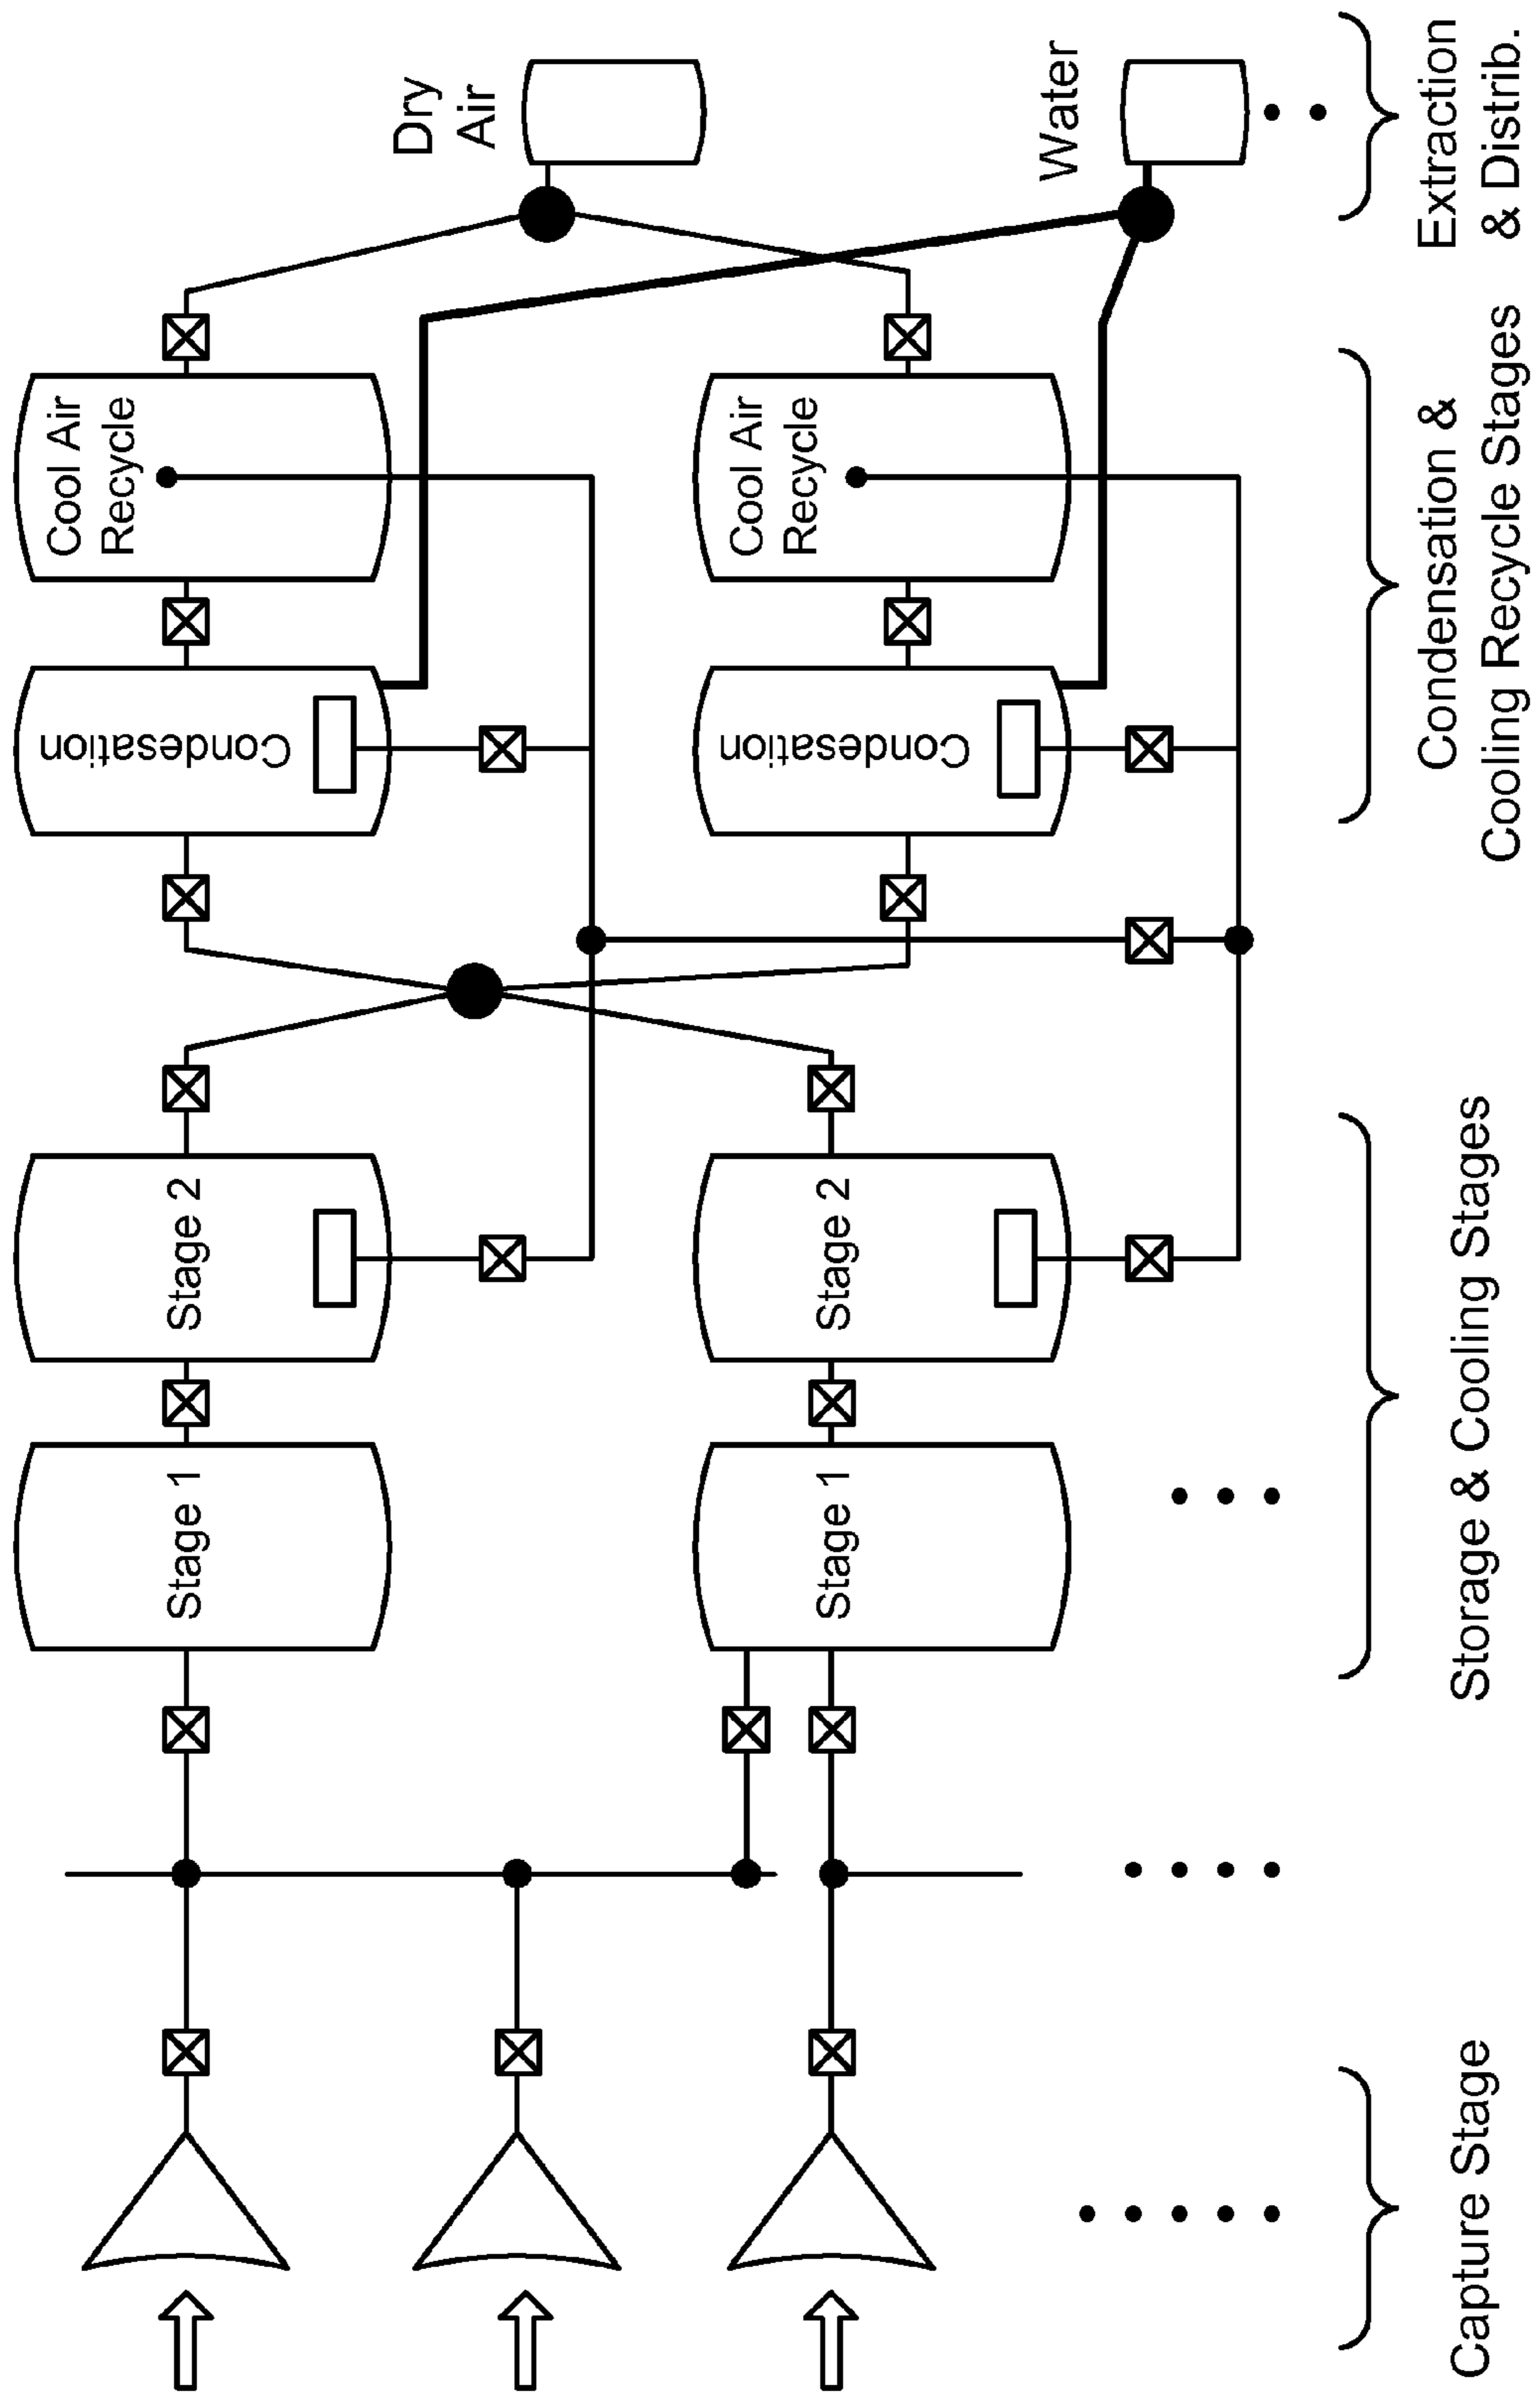 Dry
Air
Water
Cool Air
Recycle
Cool Air
Recycle
Condesation
Condesation
Stage 2
Stage 2
Stage 1
Stage 1
Capture Stage
Storage & Cooling Stages
Condensation &
Cooling Recycle Stages
Extraction
& Distrib.